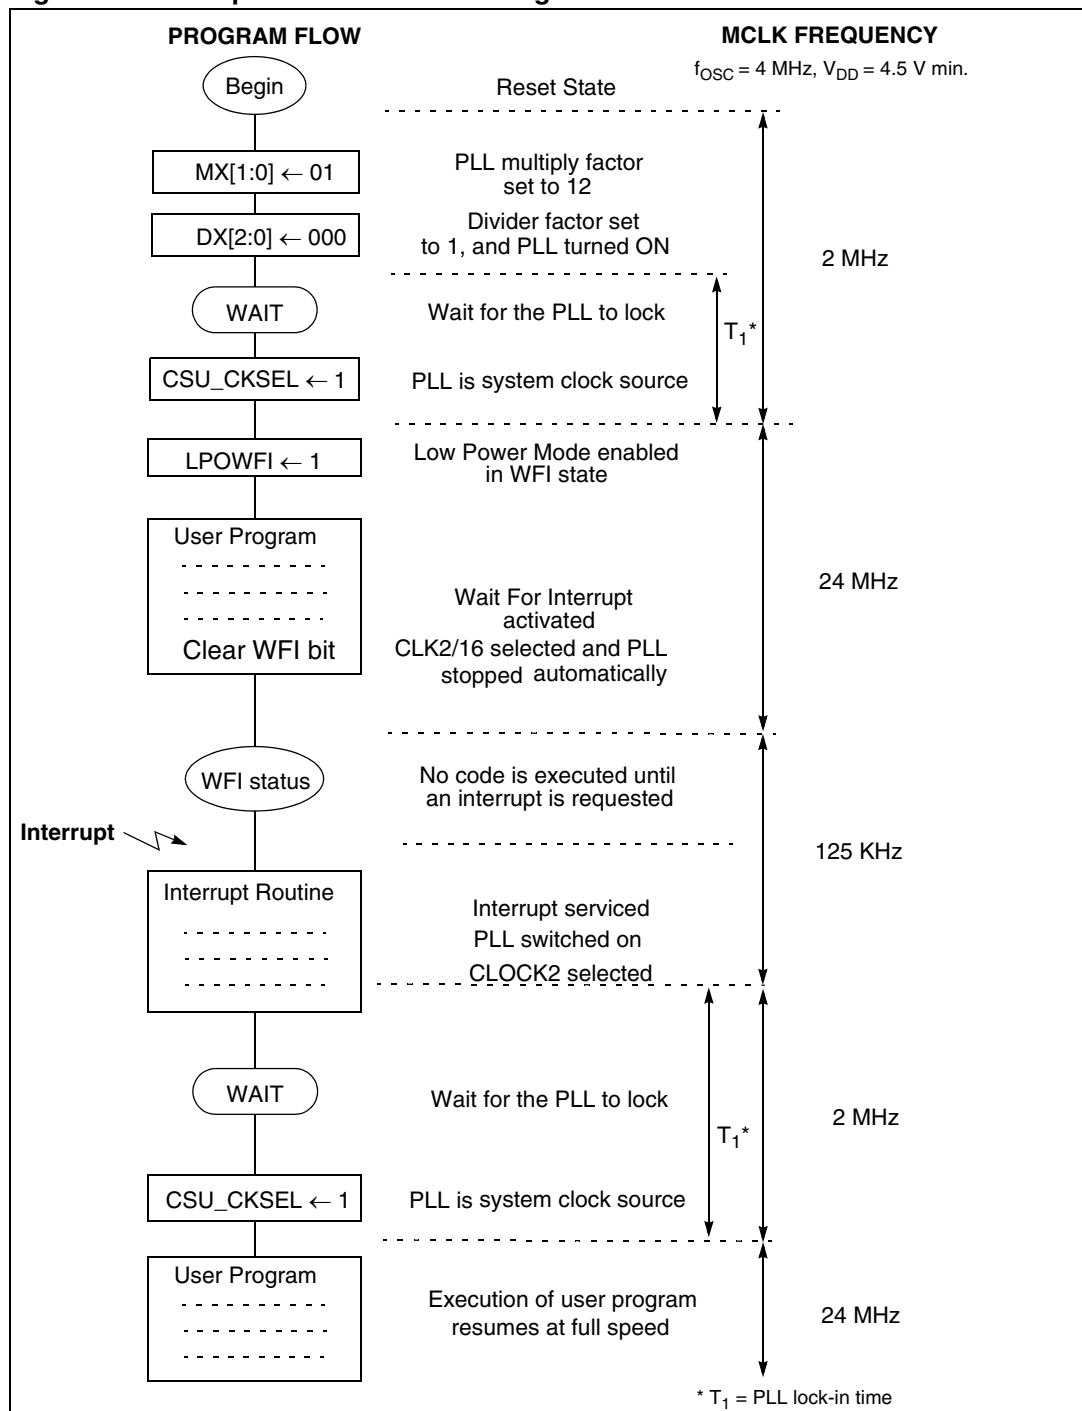 PROGRAM FLOW
MCLK FREQUENCY
fOSC = 4 MHz, VDD = 4.5 V min.
Begin
Reset State
MX[1:0] ← 01
PLL multiply factor
set to 12
DX[2:0] ← 000
Divider factor set
to 1, and PLL turned ON
2 MHz
WAIT
Wait for the PLL to lock
T1*
CSU_CKSEL ← 1
PLL is system clock source
LPOWFI ← 1
Low Power Mode enabled
in WFI state
User Program
Clear WFI bit
Wait For Interrupt
activated
CLK2/16 selected and PLL
stopped automatically
24 MHz
WFI status
No code is executed until
an interrupt is requested
Interrupt
125 KHz
Interrupt Routine
Interrupt serviced
PLL switched on
CLOCK2 selected
WAIT
Wait for the PLL to lock
T1*
2 MHz
CSU_CKSEL ← 1
PLL is system clock source
User Program
Execution of user program
resumes at full speed
24 MHz
* T1 = PLL lock-in time